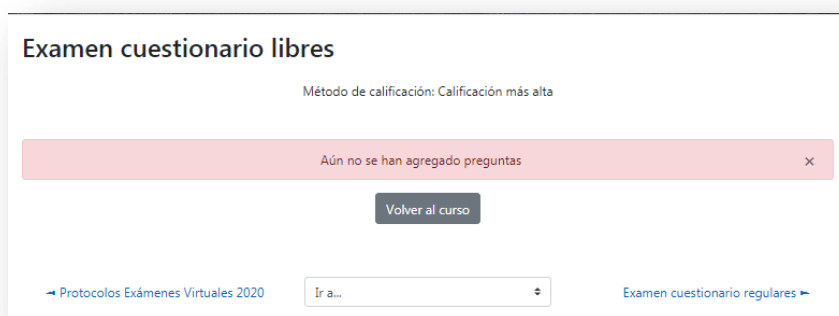 Examen cuestionario libres
Método de calificación: Calificación más alta
Aún no se han agregado preguntas ×
Volver al curso
◄ Protocolos Exámenes Virtuales 2020
Ir a...
Examen cuestionario regulares ►